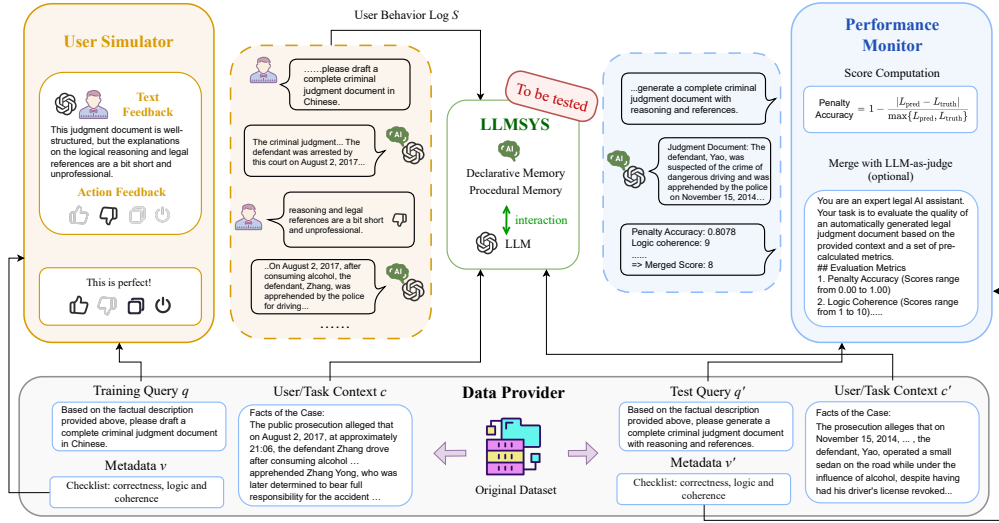 User Simulator
Text
Feedback
This judgment document is well-
structured, but the explanations
on the logical reasoning and legal
references are a bit short and
unprofessional.
Action Feedback
This is perfect!
User Behavior Log S
……please draft a
complete criminal
judgment document in
Chinese.
AI
The criminal judgment... The
defendant was arrested by
this court on August 2, 2017...
reasoning and legal
references are a bit short
and unprofessional.
AI
..On August 2, 2017, after
consuming alcohol, the
defendant, Zhang, was
apprehended by the police
for driving...
……
To be tested
LLMSYS
AI
Declarative Memory
Procedural Memory
interaction
LLM
...generate a complete criminal
judgment document with
reasoning and references.
AI
Judgment Document: The
defendant, Yao, was
suspected of the crime of
dangerous driving and was
apprehended by the police
on November 15, 2014…
Penalty Accuracy: 0.8078
Logic coherence: 9
......
=> Merged Score: 8
Performance
Monitor
Score Computation
Penalty Accuracy = 1 − |L_pred − L_truth| / max{L_pred, L_truth}
Merge with LLM-as-judge
(optional)
You are an expert legal AI assistant.
Your task is to evaluate the quality of
an automatically generated legal
judgment document based on the
provided context and a set of pre-
calculated metrics.
## Evaluation Metrics
1. Penalty Accuracy (Scores range
from 0.00 to 1.00)
2. Logic Coherence (Scores range
from 1 to 10).....
Training Query q
Based on the factual description
provided above, please draft a
complete criminal judgment document
in Chinese.
Metadata v
Checklist: correctness, logic and
coherence
User/Task Context c
Facts of the Case:
The public prosecution alleged that
on August 2, 2017, at approximately
21:06, the defendant Zhang drove
after consuming alcohol …
apprehended Zhang Yong, who was
later determined to bear full
responsibility for the accident …
Data Provider
Original Dataset
Test Query q'
Based on the factual description
provided above, please generate a
complete criminal judgment document
with reasoning and references.
Metadata v'
Checklist: correctness, logic and
coherence
User/Task Context c'
Facts of the Case:
The prosecution alleges that on
November 15, 2014, ... , the
defendant, Yao, operated a small
sedan on the road while under the
influence of alcohol, despite having
had his driver's license revoked...